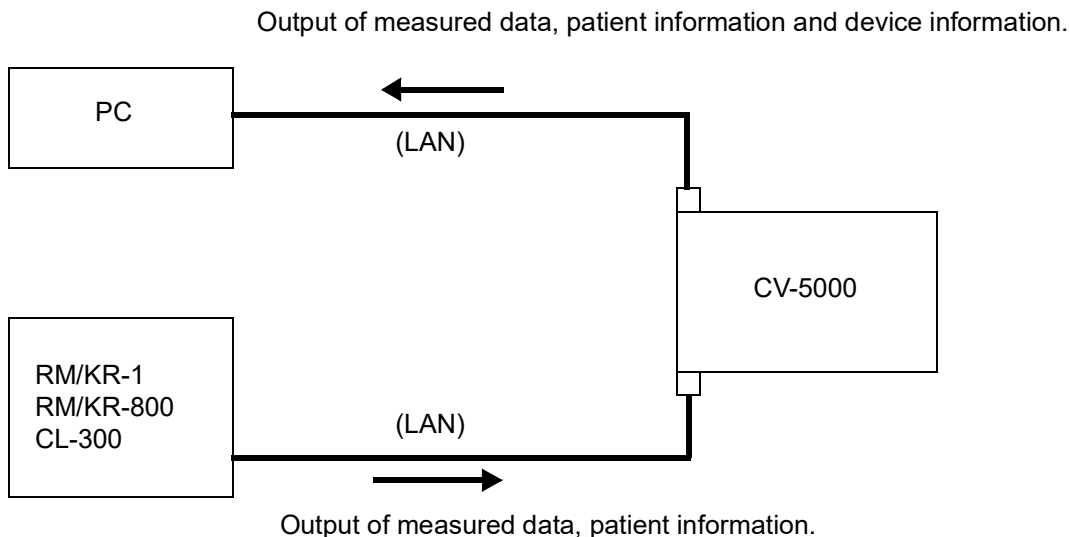 Output of measured data, patient information and device information.
PC
(LAN)
CV-5000
RM/KR-1
RM/KR-800
CL-300
(LAN)
Output of measured data, patient information.